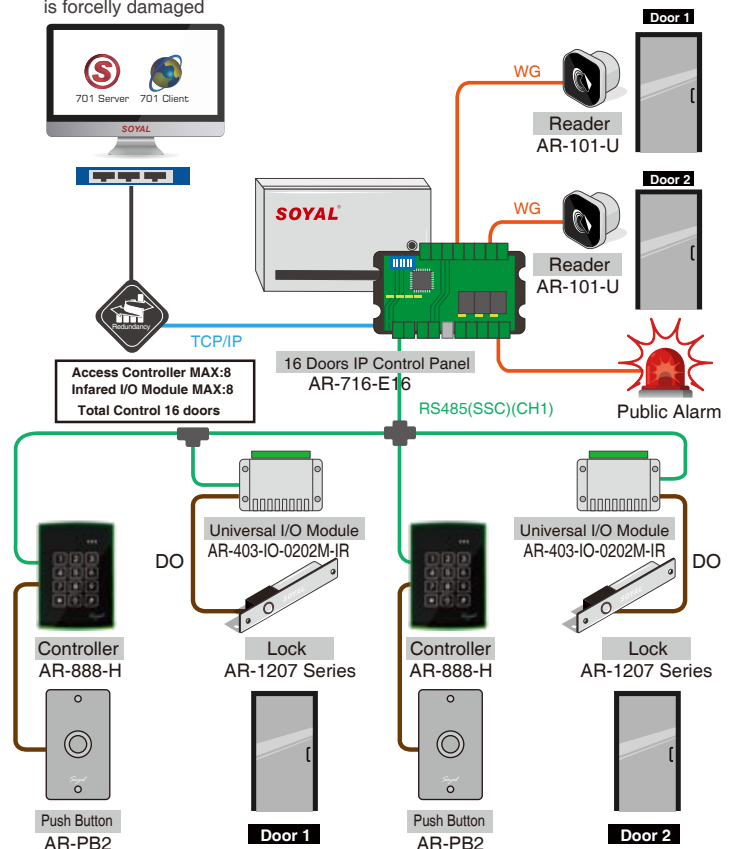 is forcelly damaged
701 Server 701 Client
SOYAL
Door 1
WG
Reader
AR-101-U
Door 2
WG
Reader
AR-101-U
SOYAL®
Redundancy
TCP/IP
16 Doors IP Control Panel
AR-716-E16
Access Controller MAX:8
Infared I/O Module MAX:8
Total Control 16 doors
RS485(SSC)(CH1)
Public Alarm
Universal I/O Module
AR-403-IO-0202M-IR
Universal I/O Module
AR-403-IO-0202M-IR
DO
DO
SOYAL
SOYAL
Controller
AR-888-H
Lock
AR-1207 Series
Controller
AR-888-H
Lock
AR-1207 Series
Soyal
Soyal
Push Button
AR-PB2
Door 1
Push Button
AR-PB2
Door 2